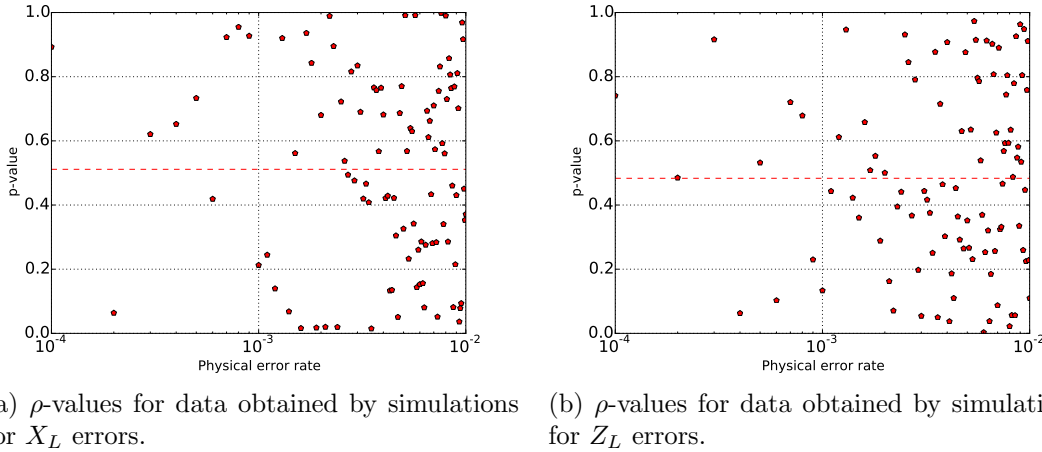 1.0
0.8
0.6
0.4
0.2
0.0
p-value
10^-4
10^-3
10^-2
Physical error rate
1.0
0.8
0.6
0.4
0.2
0.0
p-value
10^-4
10^-3
10^-2
Physical error rate
a) ρ-values for data obtained by simulations
or X_L errors.
(b) ρ-values for data obtained by simulati
for Z_L errors.